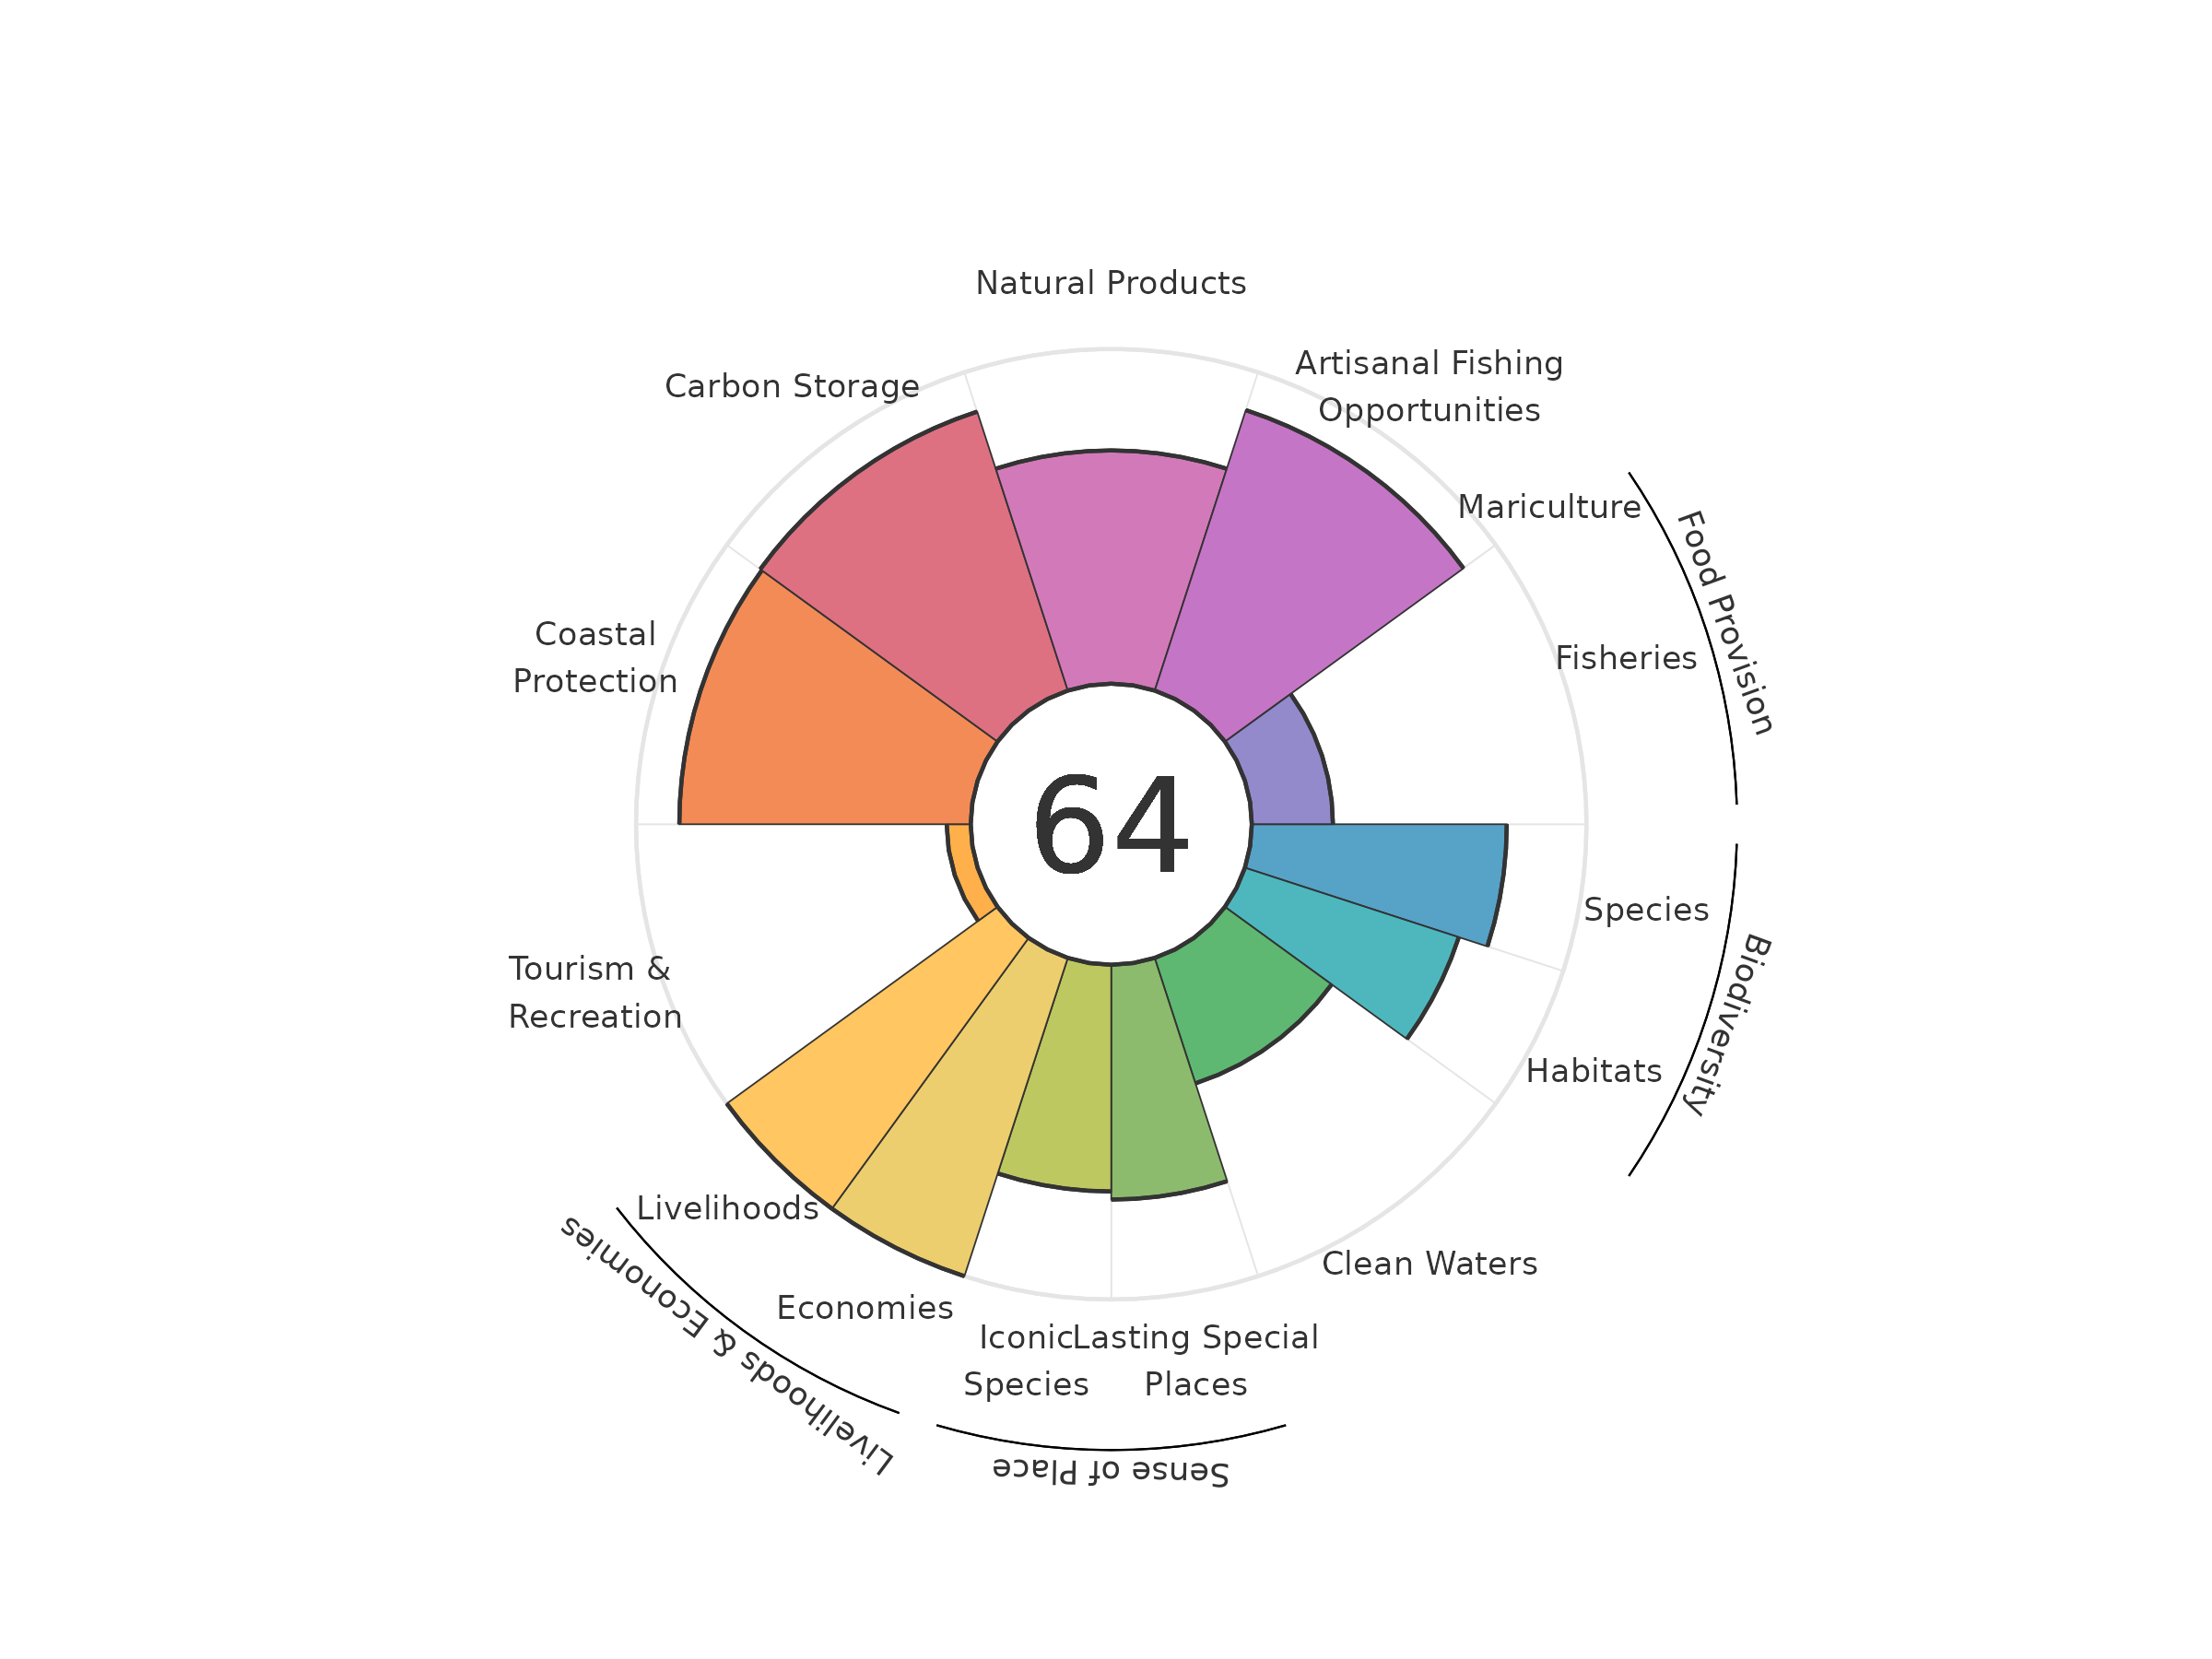 Natural Products
Artisanal Fishing
Opportunities
Carbon Storage
Mariculture
Food Provision
Fisheries
Coastal
Protection
64
Species
Biodiversity
Tourism &
Recreation
Habitats
Livelihoods
Clean Waters
Economies
Livelihoods & Economies
Iconic
Species
Lasting Special
Places
Sense of Place